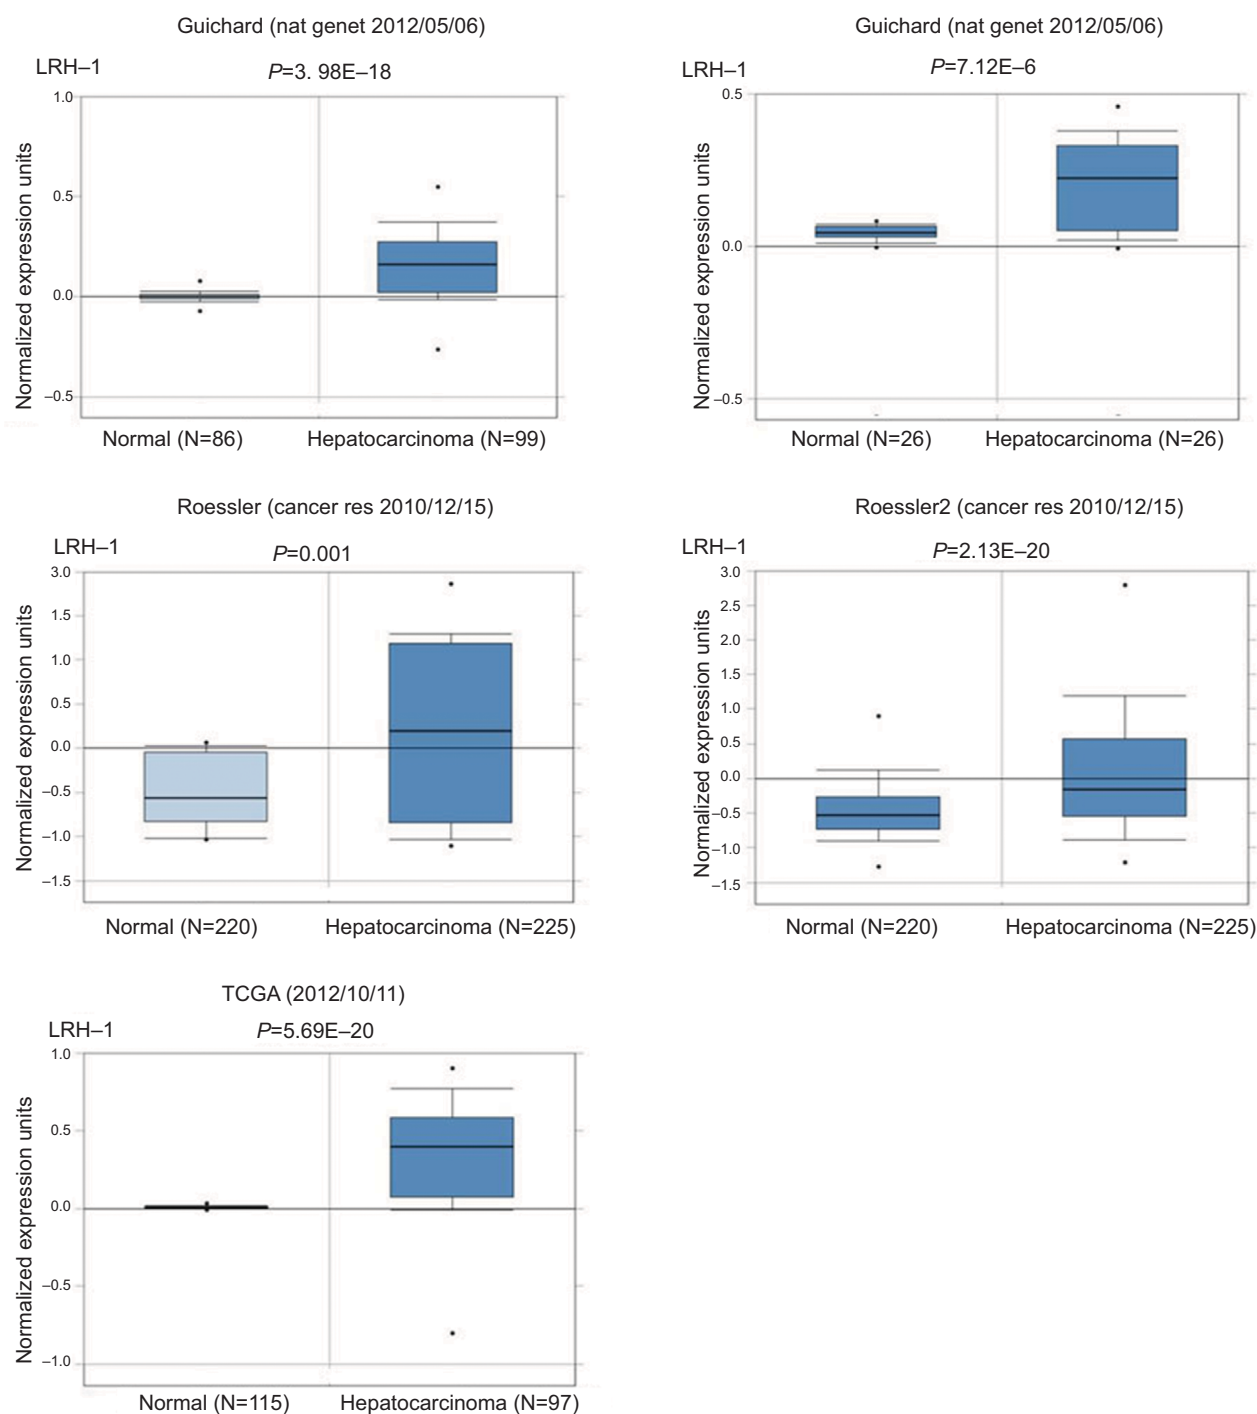 Guichard (nat genet 2012/05/06)
LRH–1
P=3. 98E–18
Normalized expression units
1.0
0.5
0.0
–0.5
Normal (N=86)
Hepatocarcinoma (N=99)
Guichard (nat genet 2012/05/06)
LRH–1
P=7.12E–6
Normalized expression units
0.5
0.0
–0.5
Normal (N=26)
Hepatocarcinoma (N=26)
Roessler (cancer res 2010/12/15)
LRH–1
P=0.001
Normalized expression units
3.0
1.5
1.0
0.5
0.0
–0.5
–1.0
–1.5
Normal (N=220)
Hepatocarcinoma (N=225)
Roessler2 (cancer res 2010/12/15)
LRH–1
P=2.13E–20
Normalized expression units
3.0
2.5
2.0
1.5
1.0
0.5
0.0
–0.5
–1.0
–1.5
Normal (N=220)
Hepatocarcinoma (N=225)
TCGA (2012/10/11)
LRH–1
P=5.69E–20
Normalized expression units
1.0
0.5
0.0
–0.5
–1.0
Normal (N=115)
Hepatocarcinoma (N=97)